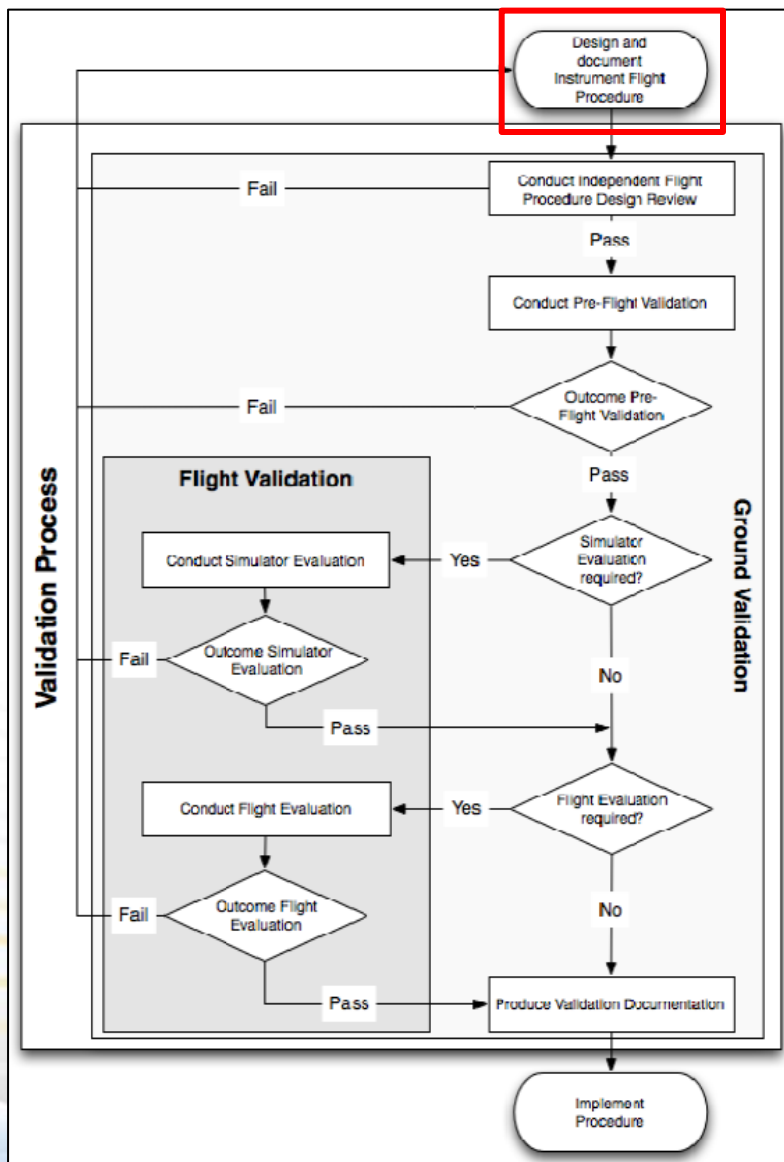 Design and
document
Instrument Flight
Procedure
Fail
Conduct Independent Flight
Procedure Design Review
Pass
Conduct Pre-Flight Validation
Fail
Outcome Pre-
Flight Validation
Pass
Flight Validation
Validation Process
Ground Validation
Conduct Simulator Evaluation
Yes
Simulator
Evaluation
required?
Fail
Outcome Simulator
Evaluation
No
Pass
Conduct Flight Evaluation
Yes
Flight Evaluation
required?
Fail
Outcome Flight
Evaluation
No
Pass
Produce Validation Documentation
Implement
Procedure